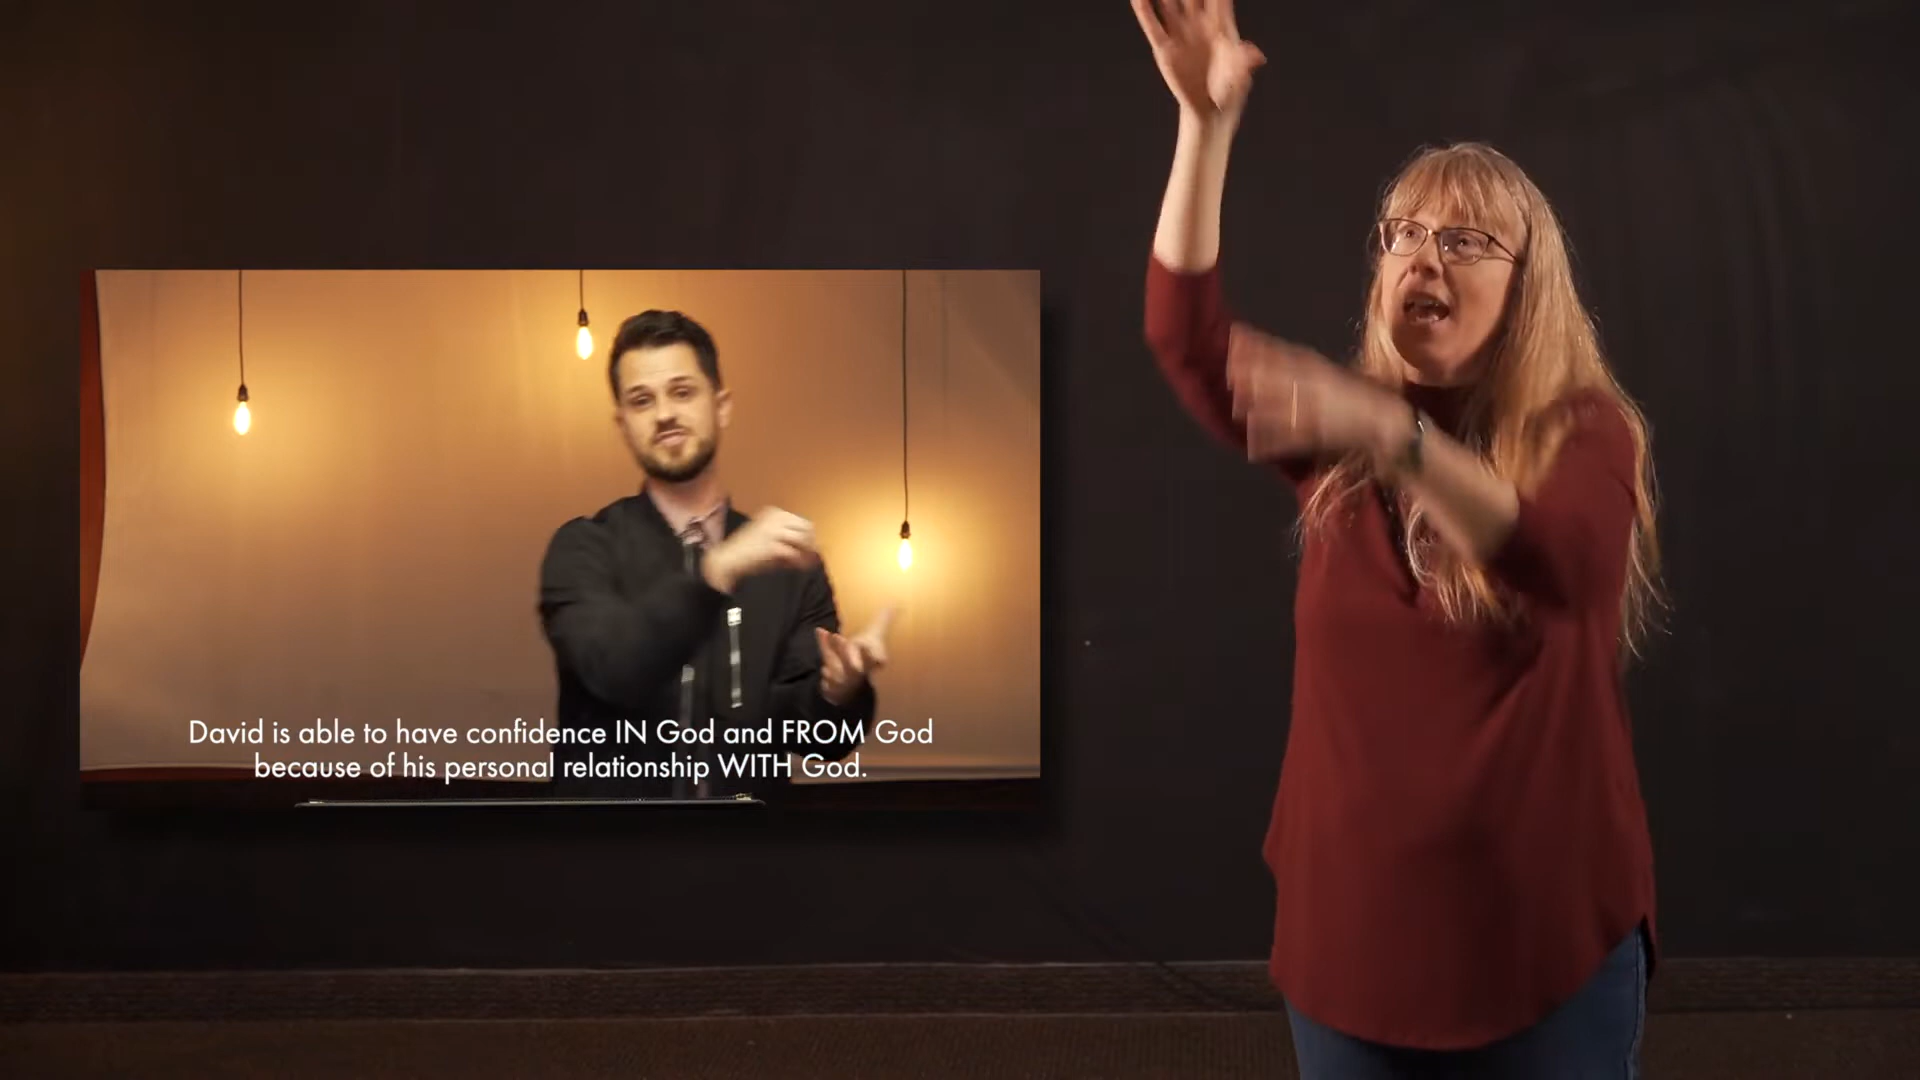 David is able to have confidence IN God and FROM God
because of his personal relationship WITH God.